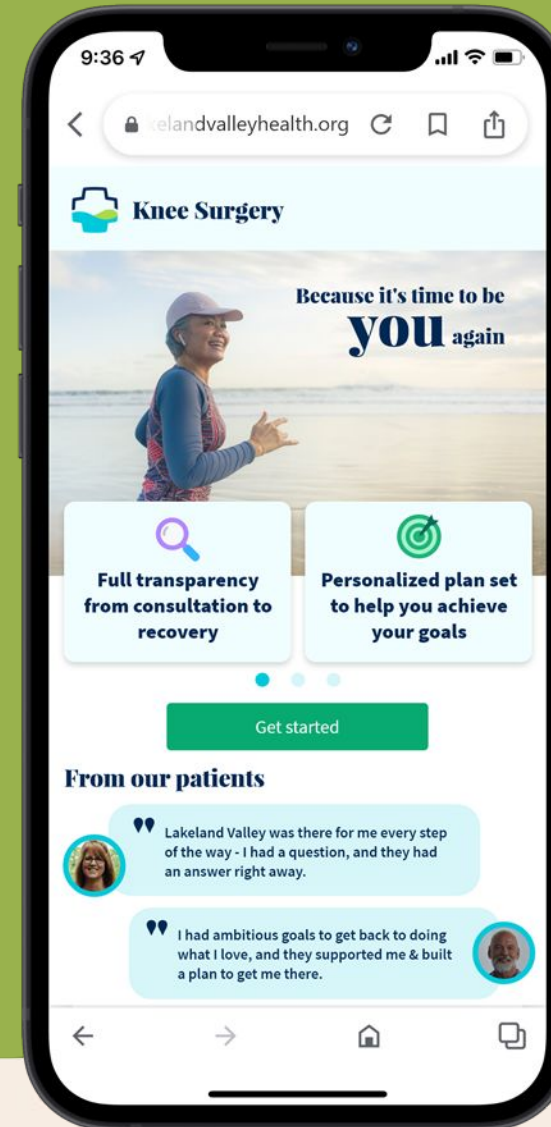 9:36
elandvalleyhealth.org
Knee Surgery
Because it's time to be
you again
Full transparency
from consultation to
recovery
Personalized plan set
to help you achieve
your goals
Get started
From our patients
" Lakeland Valley was there for me every step
of the way - I had a question, and they had
an answer right away.
" I had ambitious goals to get back to doing
what I love, and they supported me & built
a plan to get me there.